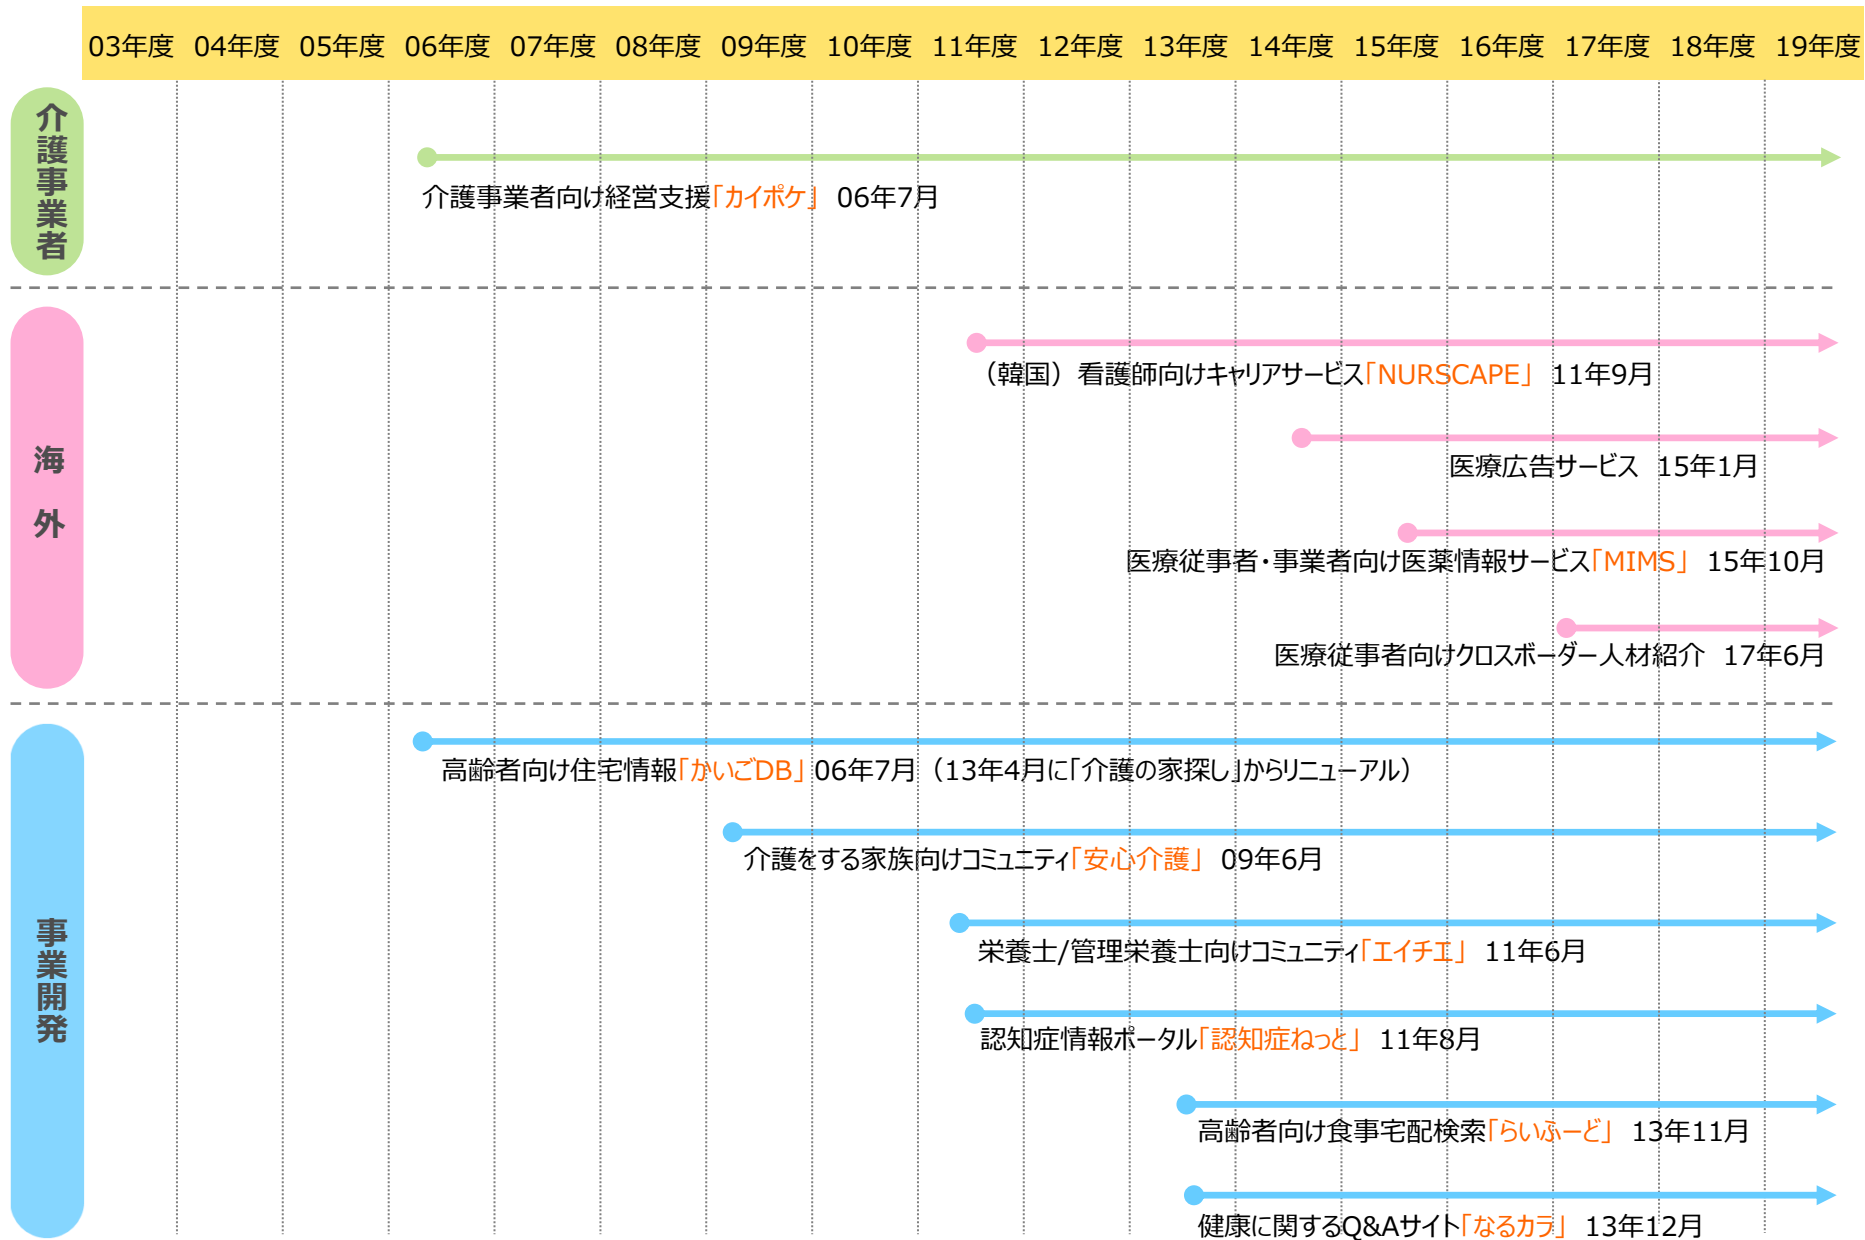 03年度 04年度 05年度 06年度 07年度 08年度 09年度 10年度 11年度 12年度 13年度 14年度 15年度 16年度 17年度 18年度 19年度
介護事業者
介護事業者向け経営支援「カイポケ」 06年7月
海外
（韓国）看護師向けキャリアサービス「NURSCAPE」 11年9月
医療広告サービス 15年1月
医療従事者・事業者向け医薬情報サービス「MIMS」 15年10月
医療従事者向けクロスボーダー人材紹介 17年6月
事業開発
高齢者向け住宅情報「かいごDB」 06年7月（13年4月に「介護の家探し」からリニューアル）
介護をする家族向けコミュニティ「安心介護」 09年6月
栄養士/管理栄養士向けコミュニティ「エイチエ」 11年6月
認知症情報ポータル「認知症ねっと」 11年8月
高齢者向け食事宅配検索「らいふーど」 13年11月
健康に関するQ&Aサイト「なるカラ」 13年12月